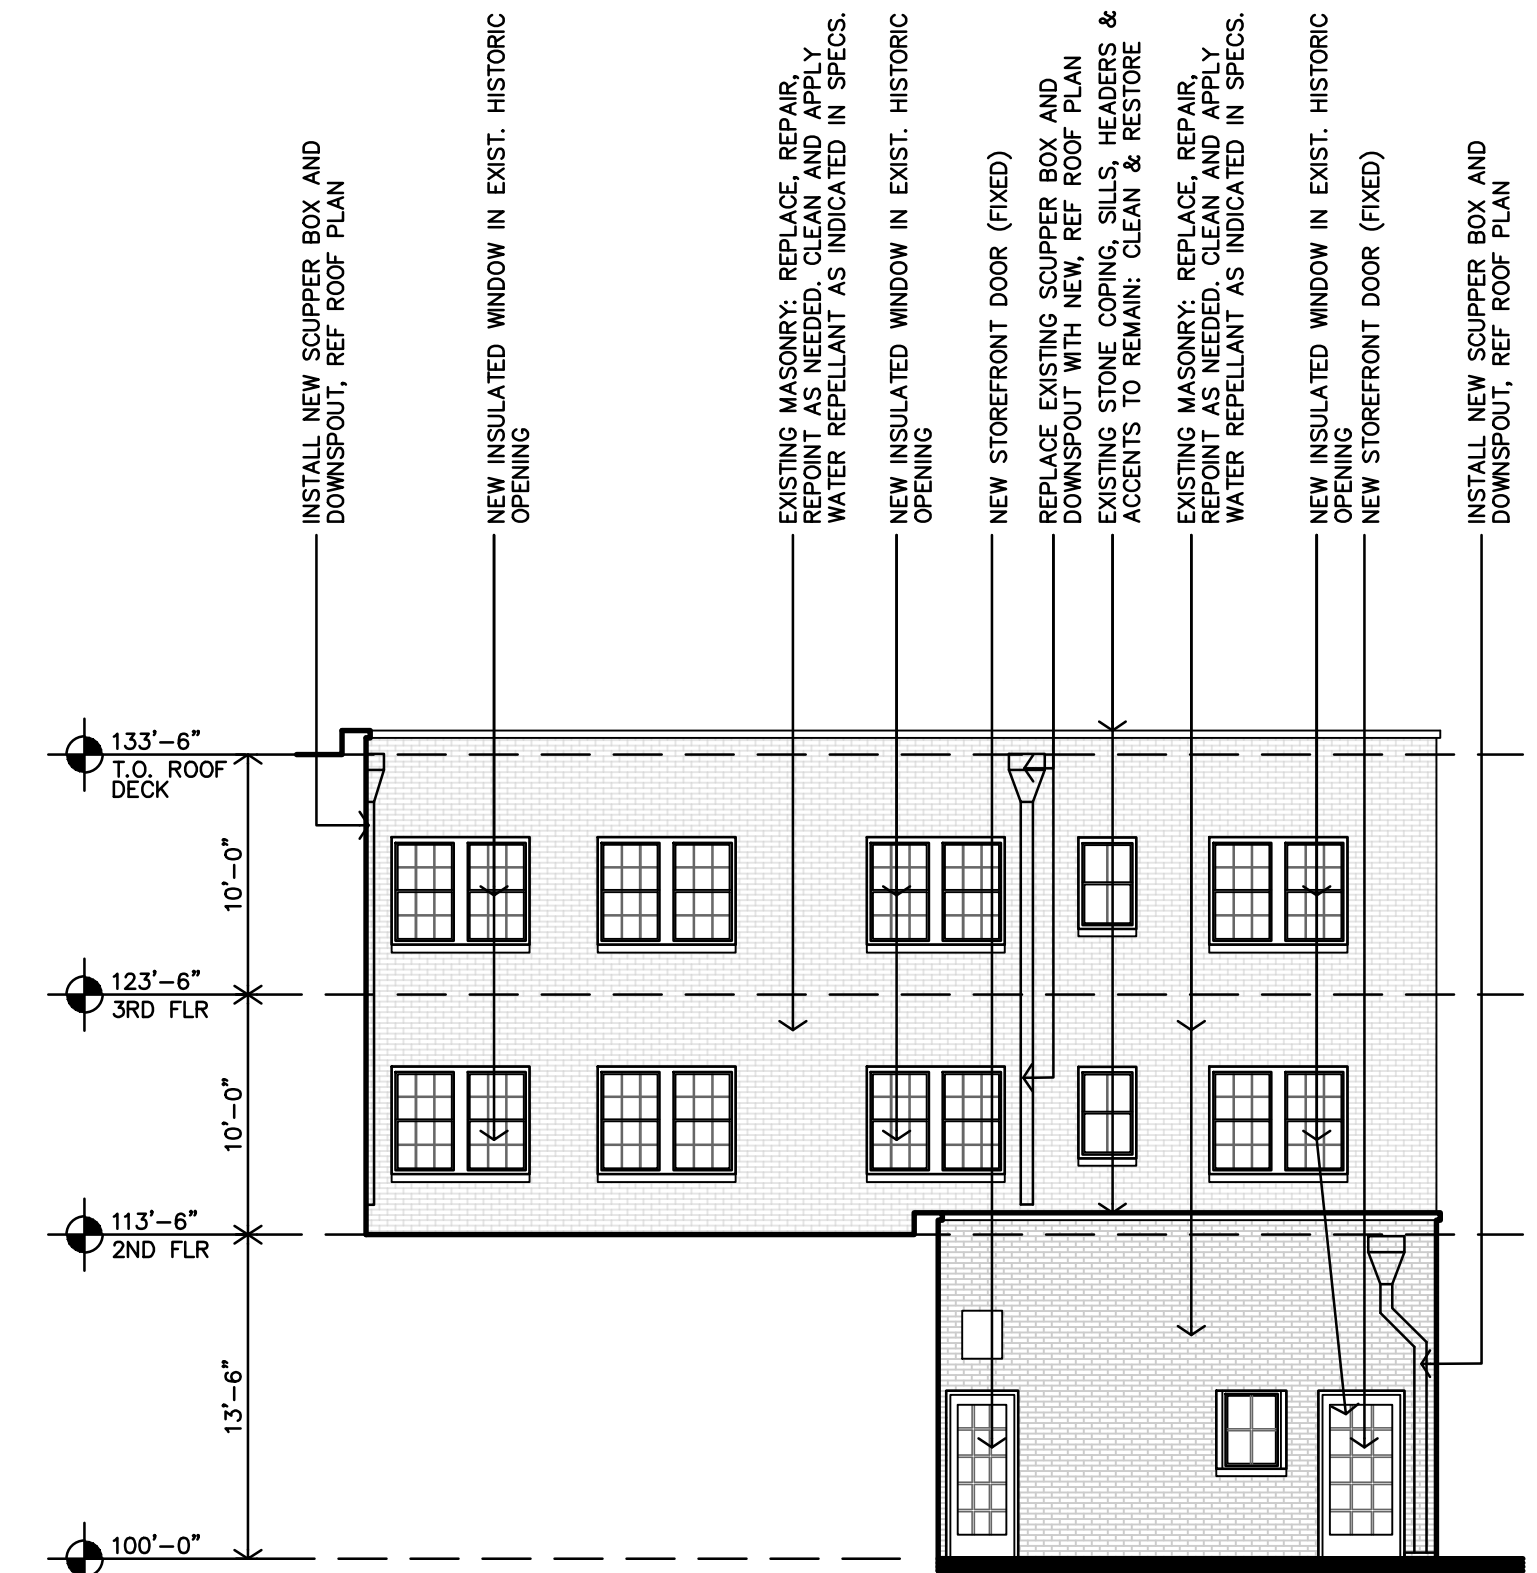 INSTALL NEW SCUPPER BOX AND
DOWNSPOUT, REF ROOF PLAN
NEW INSULATED WINDOW IN EXIST. HISTORIC
OPENING
EXISTING MASONRY: REPLACE, REPAIR,
REPOINT AS NEEDED. CLEAN AND APPLY
WATER REPELLANT AS INDICATED IN SPECS.
NEW INSULATED WINDOW IN EXIST. HISTORIC
OPENING
NEW STOREFRONT DOOR (FIXED)
REPLACE EXISTING SCUPPER BOX AND
DOWNSPOUT WITH NEW, REF ROOF PLAN
EXISTING STONE COPING, SILLS, HEADERS &
ACCENTS TO REMAIN: CLEAN & RESTORE
EXISTING MASONRY: REPLACE, REPAIR,
REPOINT AS NEEDED. CLEAN AND APPLY
WATER REPELLANT AS INDICATED IN SPECS.
NEW INSULATED WINDOW IN EXIST. HISTORIC
OPENING
NEW STOREFRONT DOOR (FIXED)
INSTALL NEW SCUPPER BOX AND
DOWNSPOUT, REF ROOF PLAN
133'-6"
T.O. ROOF
DECK
10'-0"
123'-6"
3RD FLR
10'-0"
113'-6"
2ND FLR
13'-6"
100'-0"